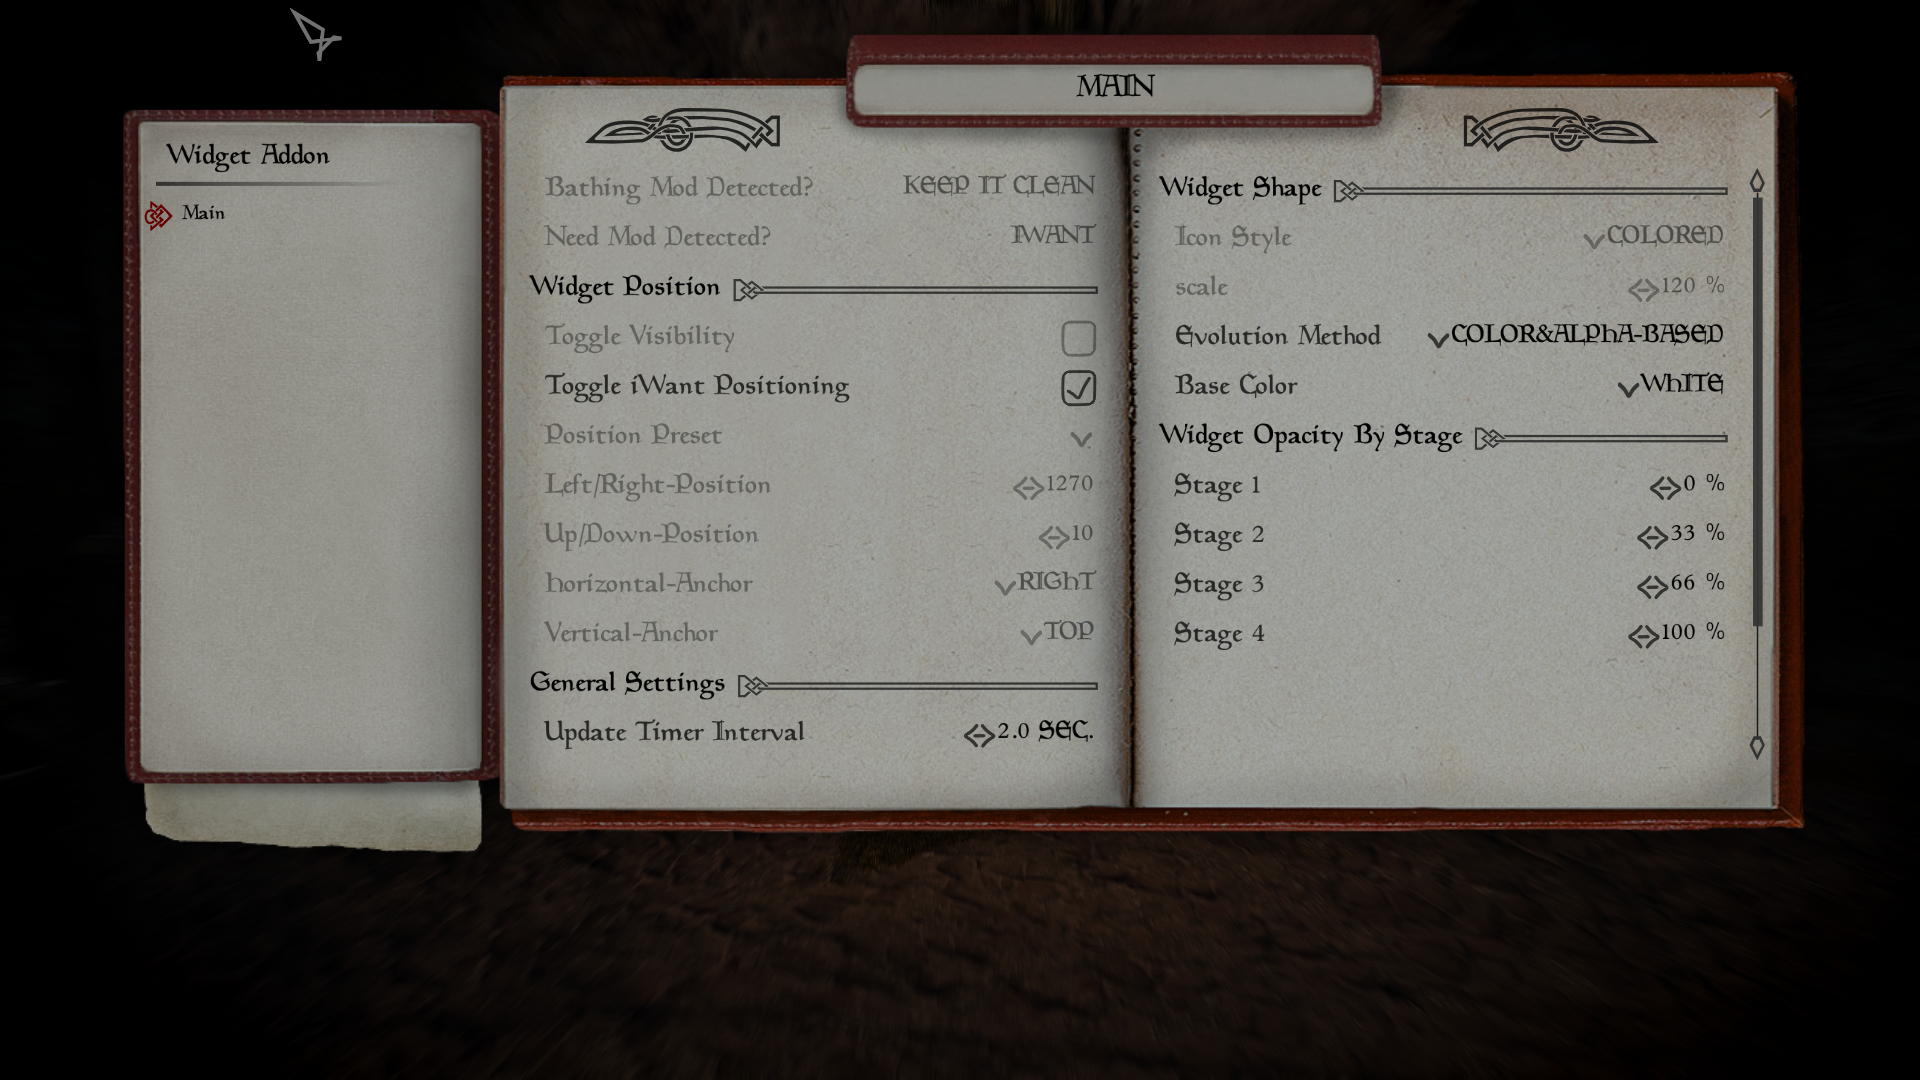 MAIN
Widget Addon
Main
Bathing Mod Detected? KEEP IT CLEAN
Need Mod Detected? IWANT
Widget Position
Toggle Visibility
Toggle iWant Positioning
Position Preset
Left/Right-Position 1270
Up/Down-Position 10
horizontal-Anchor RIGhT
Vertical-Anchor TOP
General Settings
Update Timer Interval 2.0 SEC.
Widget Shape
Icon Style COLORED
scale 120 %
Evolution Method COLOR&ALPhA-BASED
Base Color WhITE
Widget Opacity By Stage
Stage 1 0 %
Stage 2 33 %
Stage 3 66 %
Stage 4 100 %